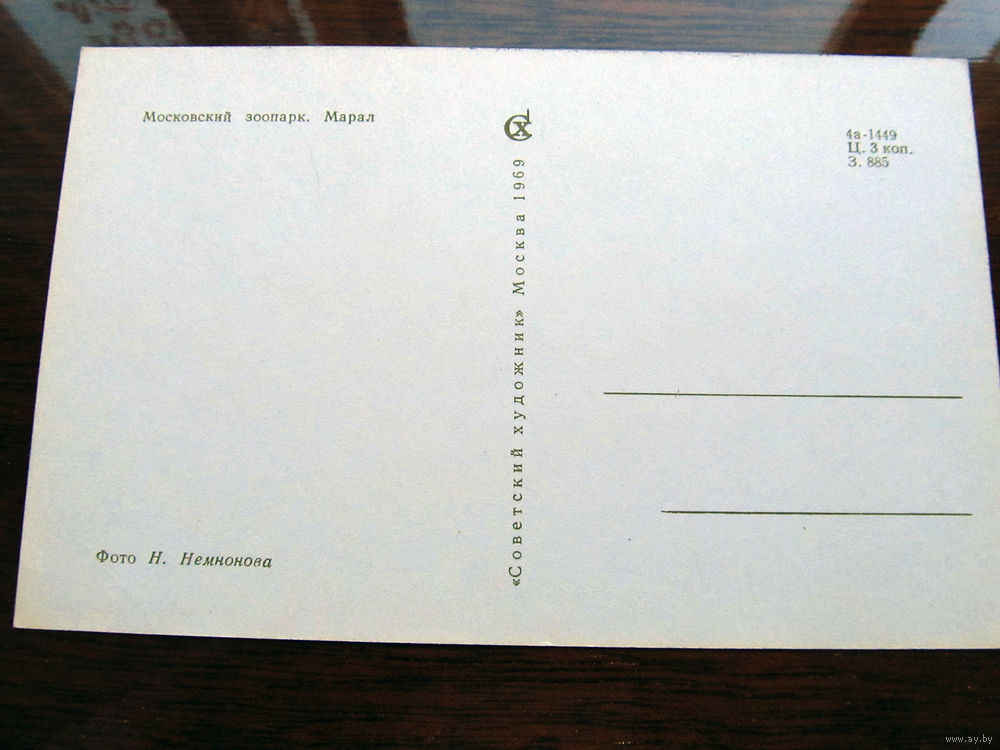 Московский зоопарк. Марал
Фото Н. Немнонова
СХ
«Советский художник» Москва 1969
4а-1449
Ц. 3 коп.
З. 885
www.ay.by